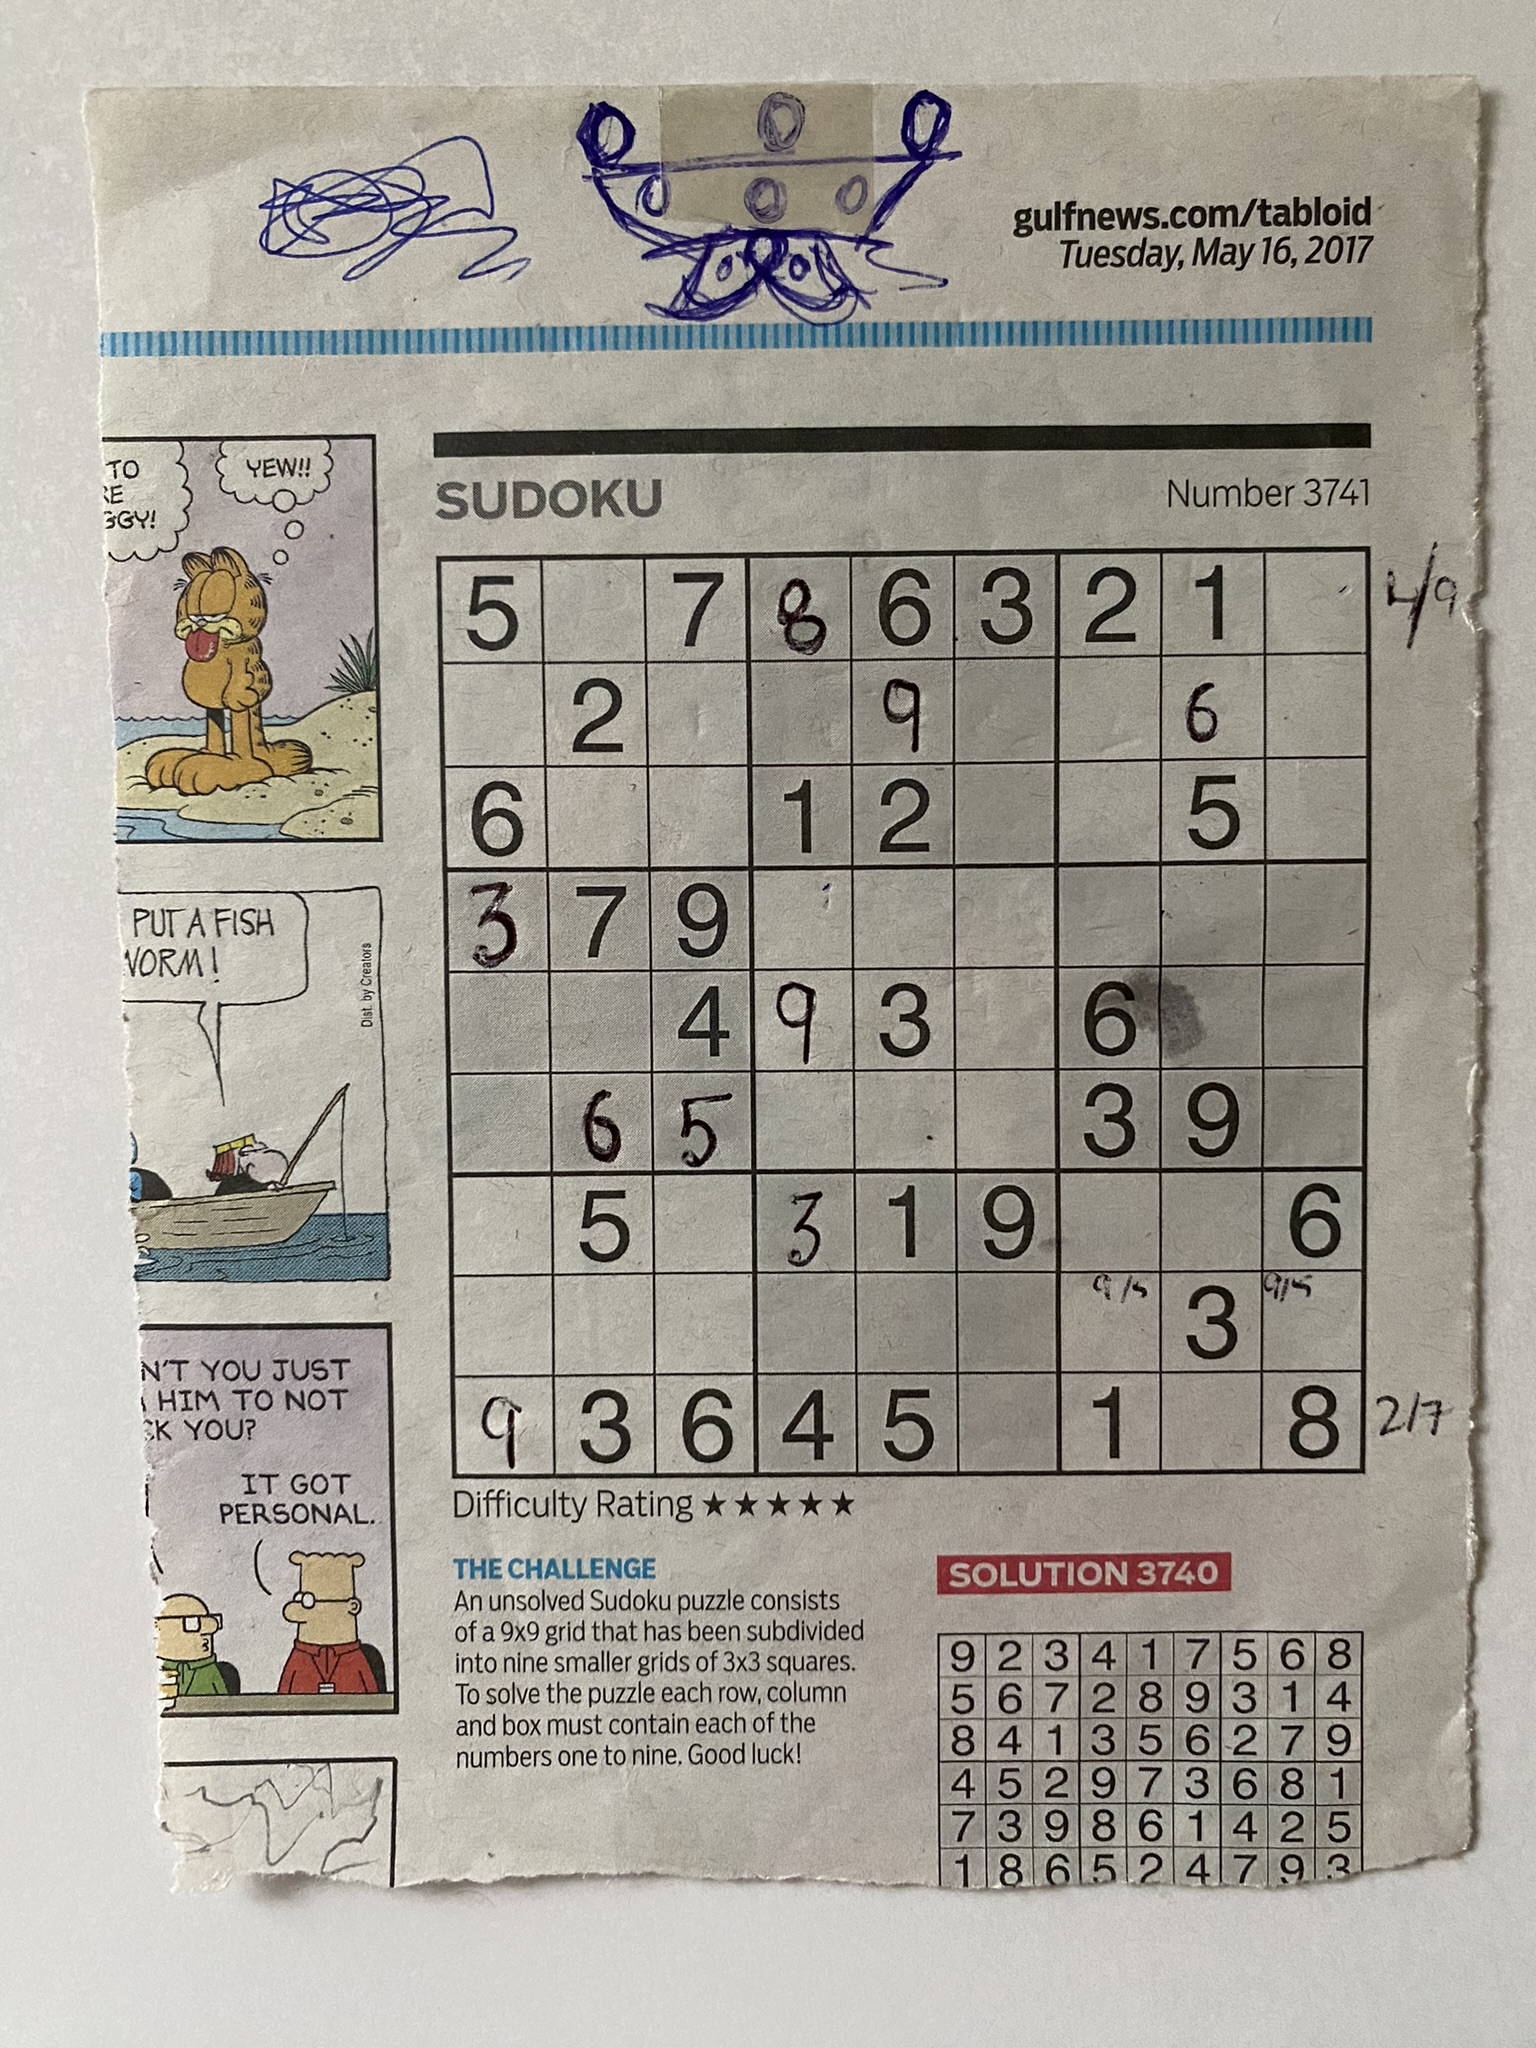 gulfnews.com/tabloid
Tuesday, May 16, 2017
TO
GGY!
YEW!!
PUT A FISH
WORM!
Dist. by Creators
N'T YOU JUST
HIM TO NOT
CK YOU?
IT GOT
PERSONAL.
SUDOKU
Number 3741
5 7 8 6 3 2 1 4/9
2 9 6
6 1 2 5
3 7 9
4 9 3 6
6 5 3 9
5 3 1 9 6
9/5 3 9/5
9 3 6 4 5 1 8 2/7
Difficulty Rating ★★★★★
THE CHALLENGE
An unsolved Sudoku puzzle consists
of a 9x9 grid that has been subdivided
into nine smaller grids of 3x3 squares.
To solve the puzzle each row, column
and box must contain each of the
numbers one to nine. Good luck!
SOLUTION 3740
9 2 3 4 1 7 5 6 8
5 6 7 2 8 9 3 1 4
8 4 1 3 5 6 2 7 9
4 5 2 9 7 3 6 8 1
7 3 9 8 6 1 4 2 5
1 8 6 5 2 4 7 9 3